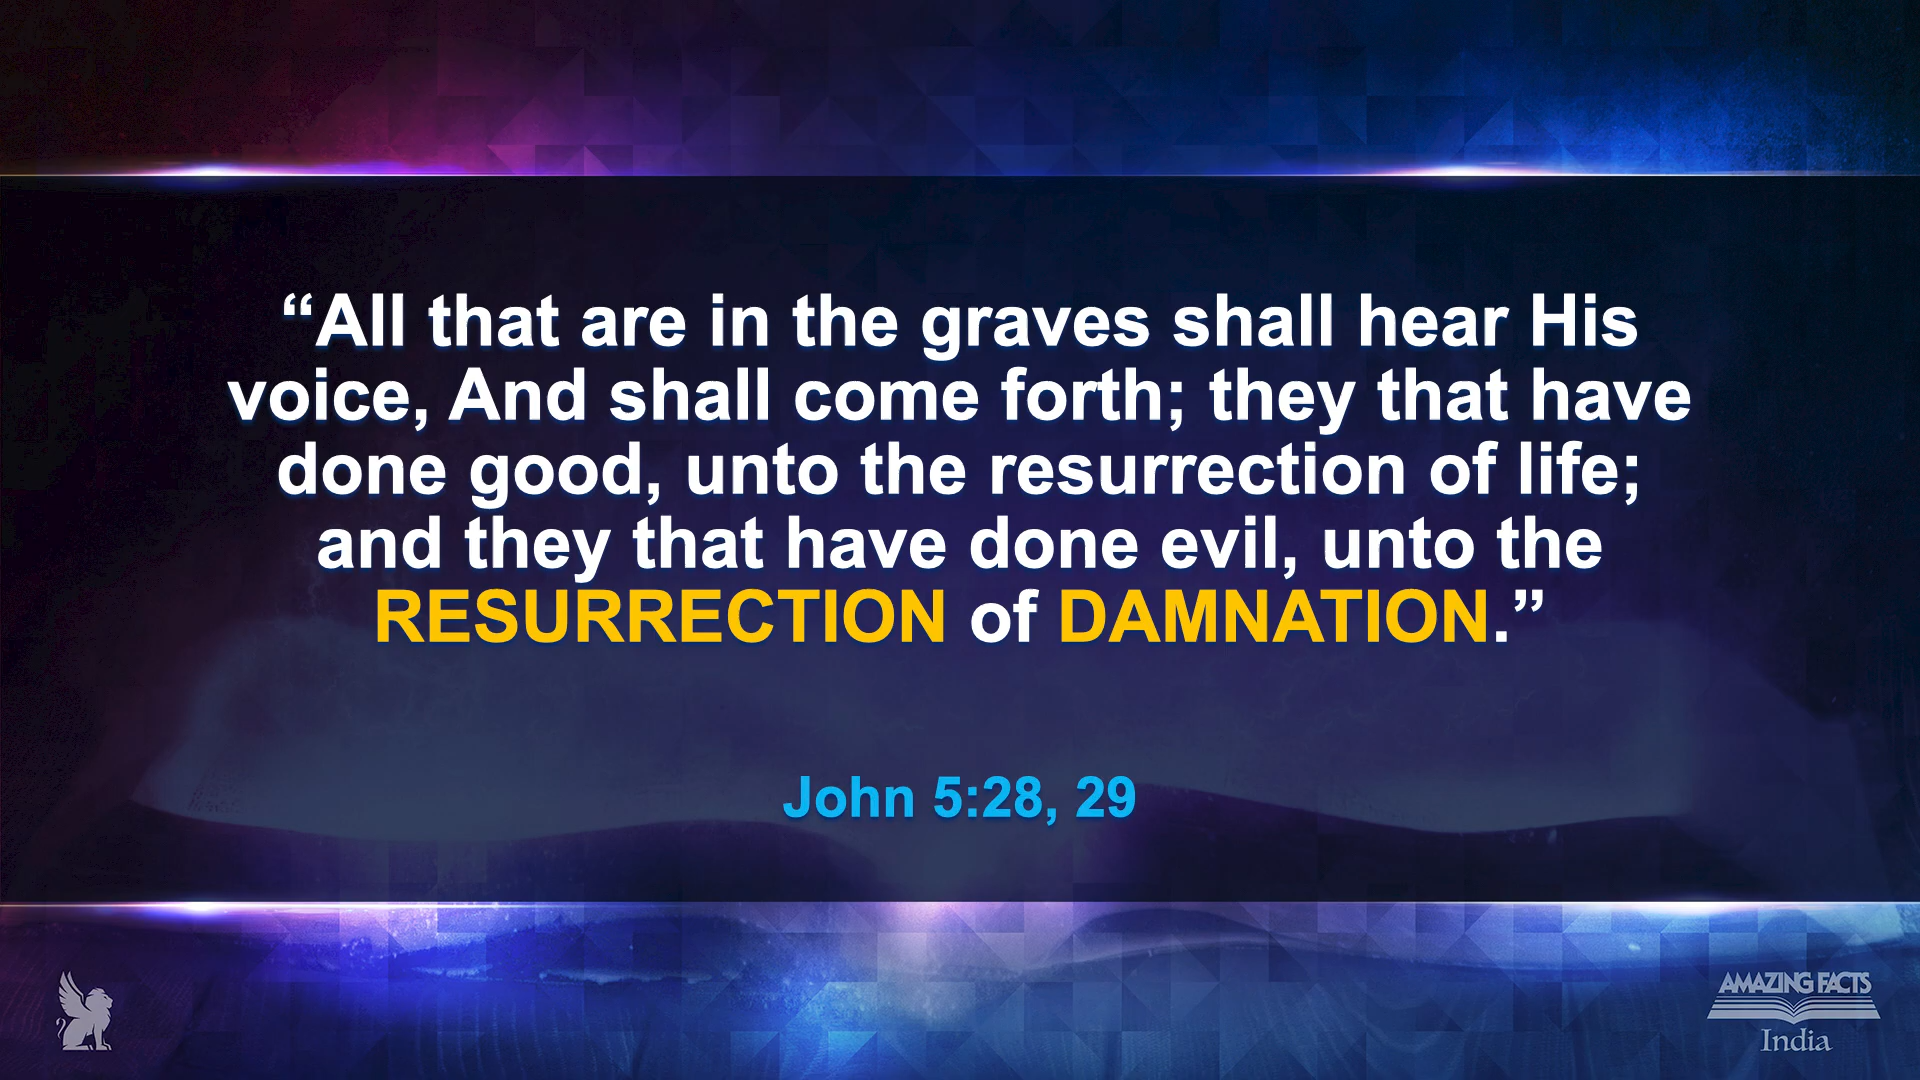 “All that are in the graves shall hear His
voice, And shall come forth; they that have
done good, unto the resurrection of life;
and they that have done evil, unto the
RESURRECTION of DAMNATION.”
John 5:28, 29
AMAZING FACTS
India